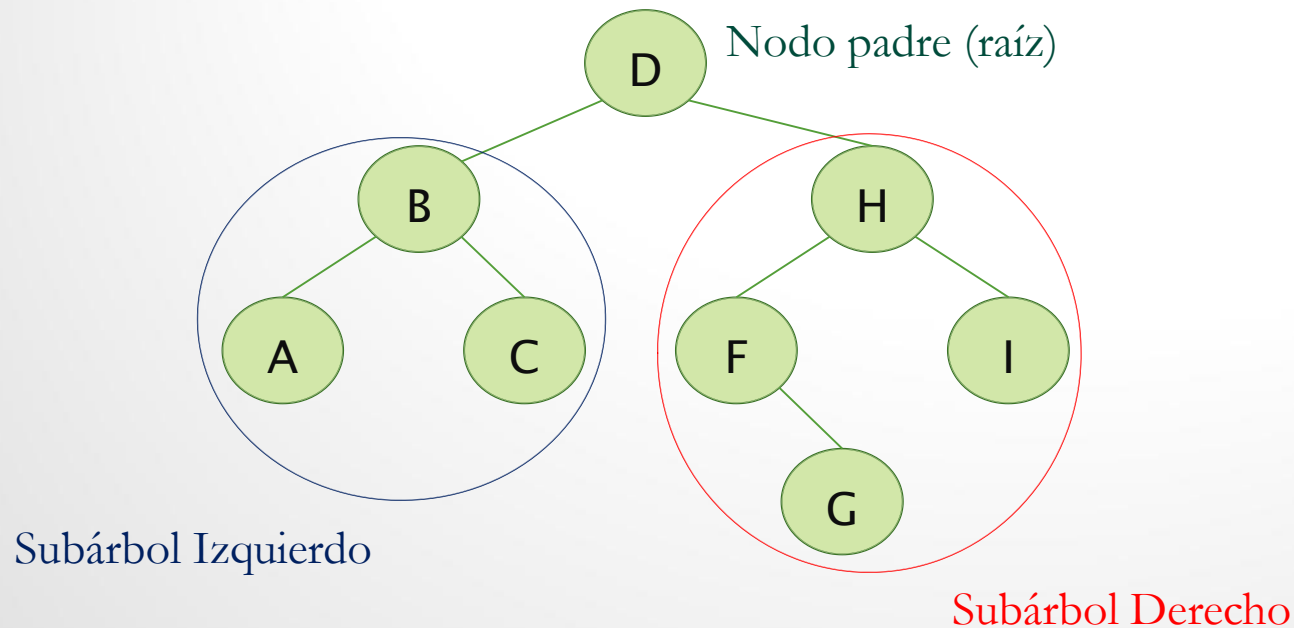 D
Nodo padre (raíz)
B
H
A
C
F
I
G
Subárbol Izquierdo
Subárbol Derecho